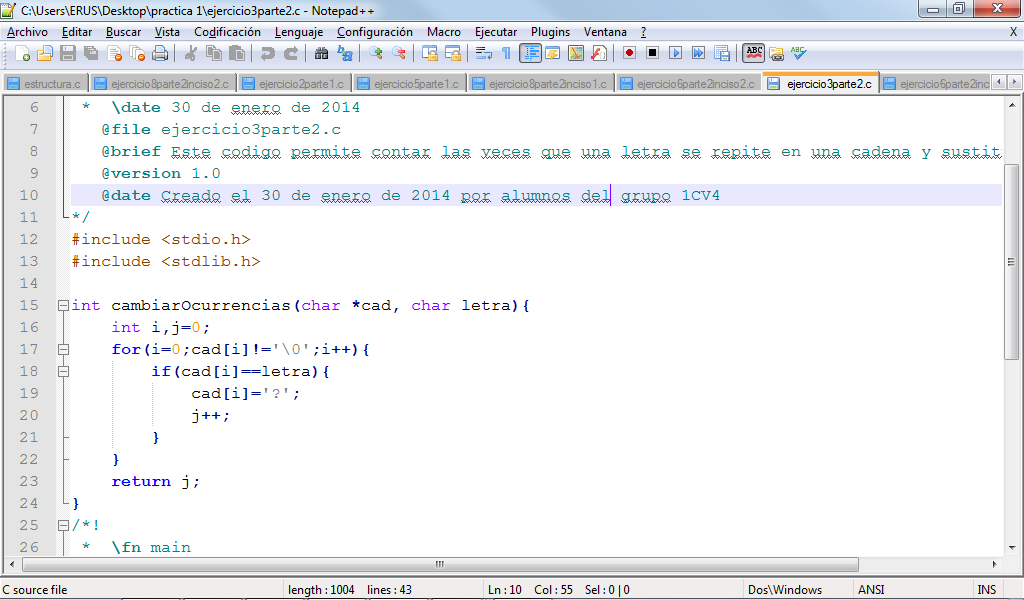 C:\Users\ERUS\Desktop\practica 1\ejercicio3parte2.c - Notepad++
Archivo Editar Buscar Vista Codificación Lenguaje Configuración Macro Ejecutar Plugins Ventana ? X
ABC ABC
estructura.c ejercicio8parte2inciso2.c ejercicio2parte1.c ejercicio5parte1.c ejercicio8parte2inciso1.c ejercicio6parte2inciso2.c ejercicio3parte2.c ejercicio6parte2inc
6 * \date 30 de enero de 2014
7 @file ejercicio3parte2.c
8 @brief Este codigo permite contar las veces que una letra se repite en una cadena y sustit
9 @version 1.0
10 @date Creado el 30 de enero de 2014 por alumnos del grupo 1CV4
11 */
12 #include <stdio.h>
13 #include <stdlib.h>
14
15 int cambiarOcurrencias(char *cad, char letra){
16 int i,j=0;
17 for(i=0;cad[i]!='\0';i++){
18 if(cad[i]==letra){
19 cad[i]='?';
20 j++;
21 }
22 }
23 return j;
24 }
25 /*!
26 * \fn main
C source file length : 1004 lines : 43 Ln : 10 Col : 55 Sel : 0 | 0 Dos\Windows ANSI INS